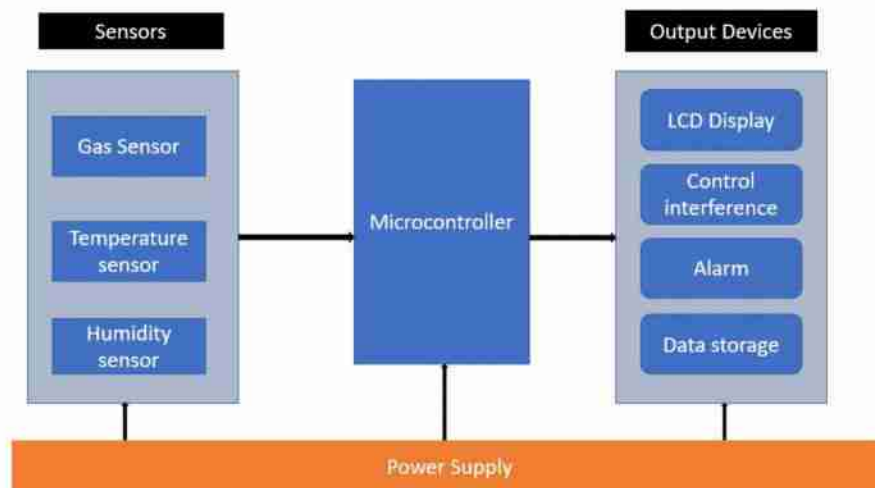 Sensors
Output Devices
Gas Sensor
Temperature
sensor
Humidity
sensor
Microcontroller
LCD Display
Control
interference
Alarm
Data storage
Power Supply